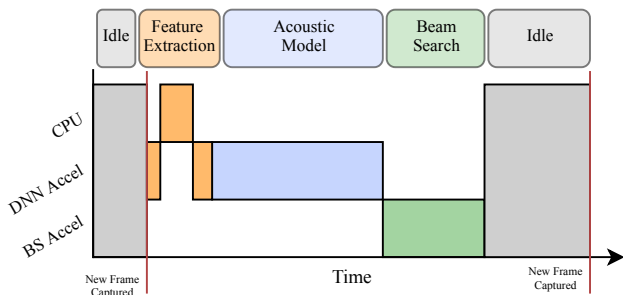 Idle
Feature
Extraction
Acoustic
Model
Beam
Search
Idle
CPU
DNN Accel
BS Accel
New Frame
Captured
Time
New Frame
Captured